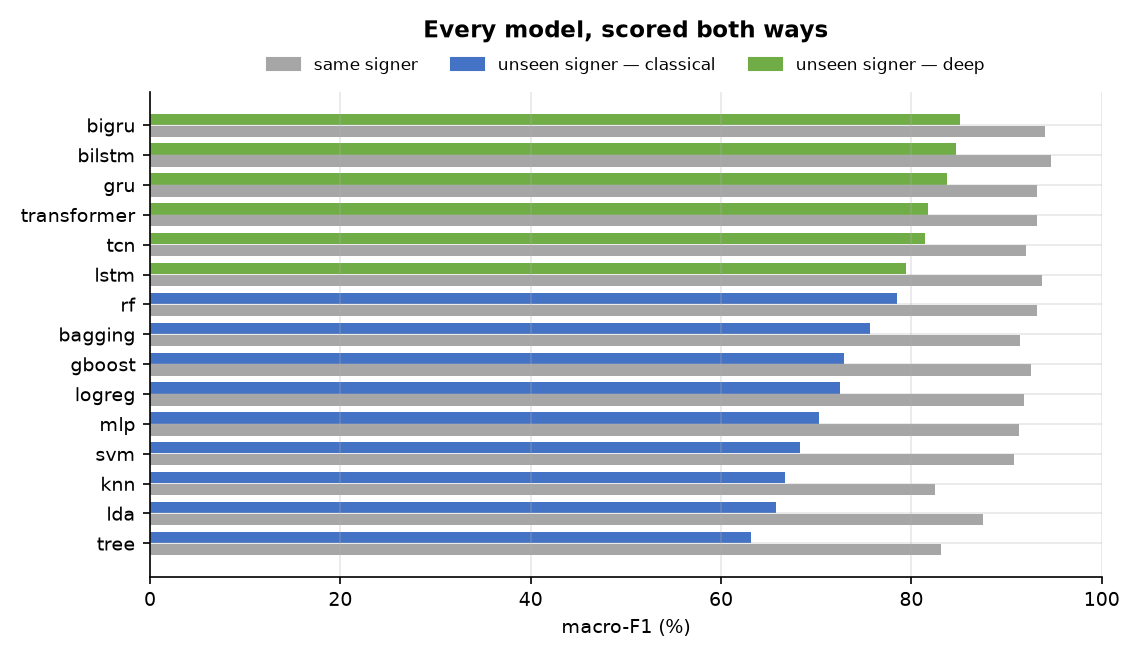 Every model, scored both ways
same signer unseen signer — classical unseen signer — deep
bigru
bilstm
gru
transformer
tcn
lstm
rf
bagging
gboost
logreg
mlp
svm
knn
lda
tree
0 20 40 60 80 100
macro-F1 (%)